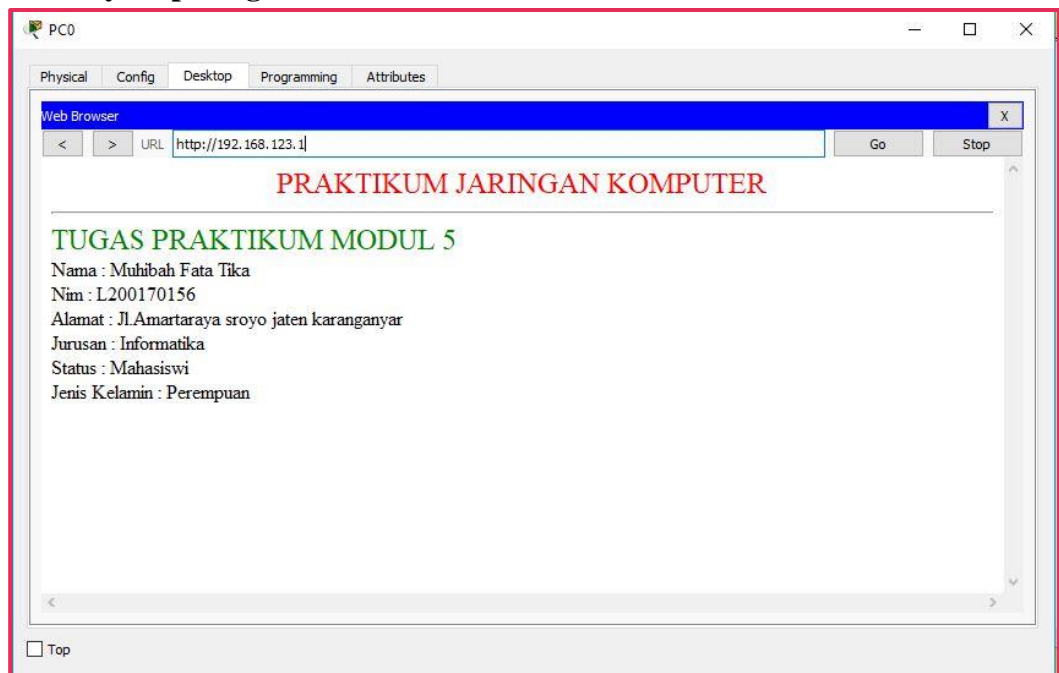 PC0
Physical Config Desktop Programming Attributes
Web Browser X
< > URL http://192.168.123.1 Go Stop
PRAKTIKUM JARINGAN KOMPUTER
TUGAS PRAKTIKUM MODUL 5
Nama : Muhibah Fata Tika
Nim : L200170156
Alamat : Jl.Amartaraya sroyo jaten karanganyar
Jurusan : Informatika
Status : Mahasiswi
Jenis Kelamin : Perempuan
Top